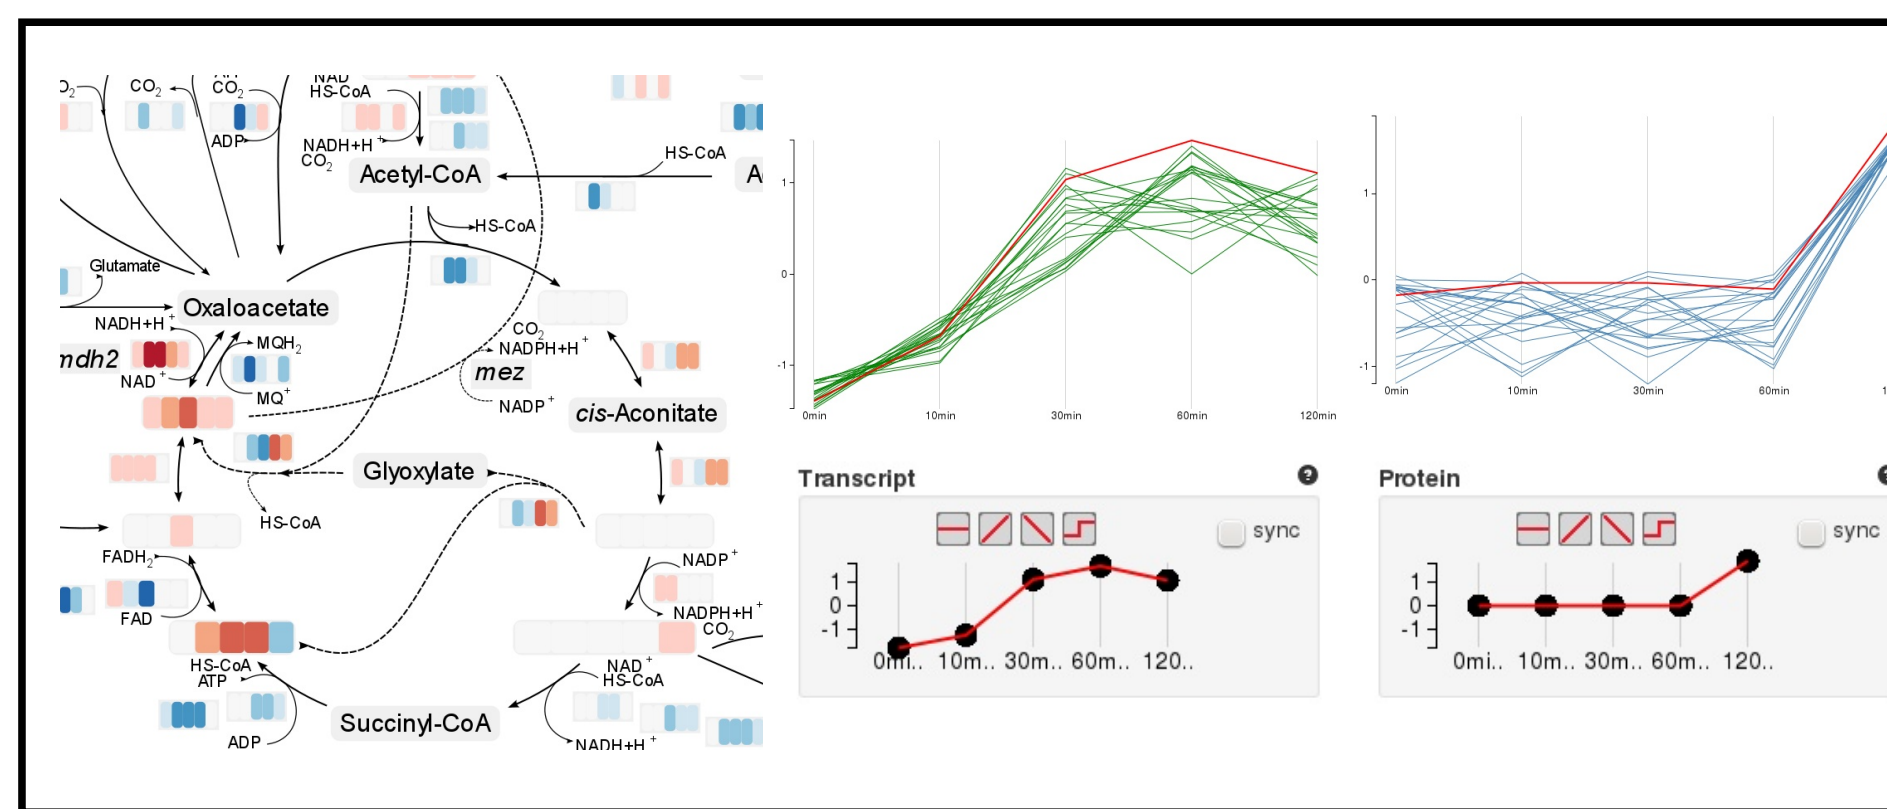 NAD
HS-CoA
CO2
CO2
ADP
NADH+H+
CO2
Acetyl-CoA
HS-CoA
HS-CoA
Glutamate
Oxaloacetate
NADH+H+
mdh2
NAD+
MQH2
MQ+
CO2
NADPH+H+
mez
NADP+
cis-Aconitate
Glyoxylate
HS-CoA
FADH2
FAD
NADP+
NADPH+H+
CO2
HS-CoA
ATP
NAD+
HS-CoA
Succinyl-CoA
ADP
NADH+H+
1
0
-1
0min
10min
30min
60min
120min
1
0
-1
0min
10min
30min
60min
Transcript
?
sync
1
0
-1
0mi..
10m..
30m..
60m..
120..
Protein
sync
1
0
-1
0mi..
10m..
30m..
60m..
120..